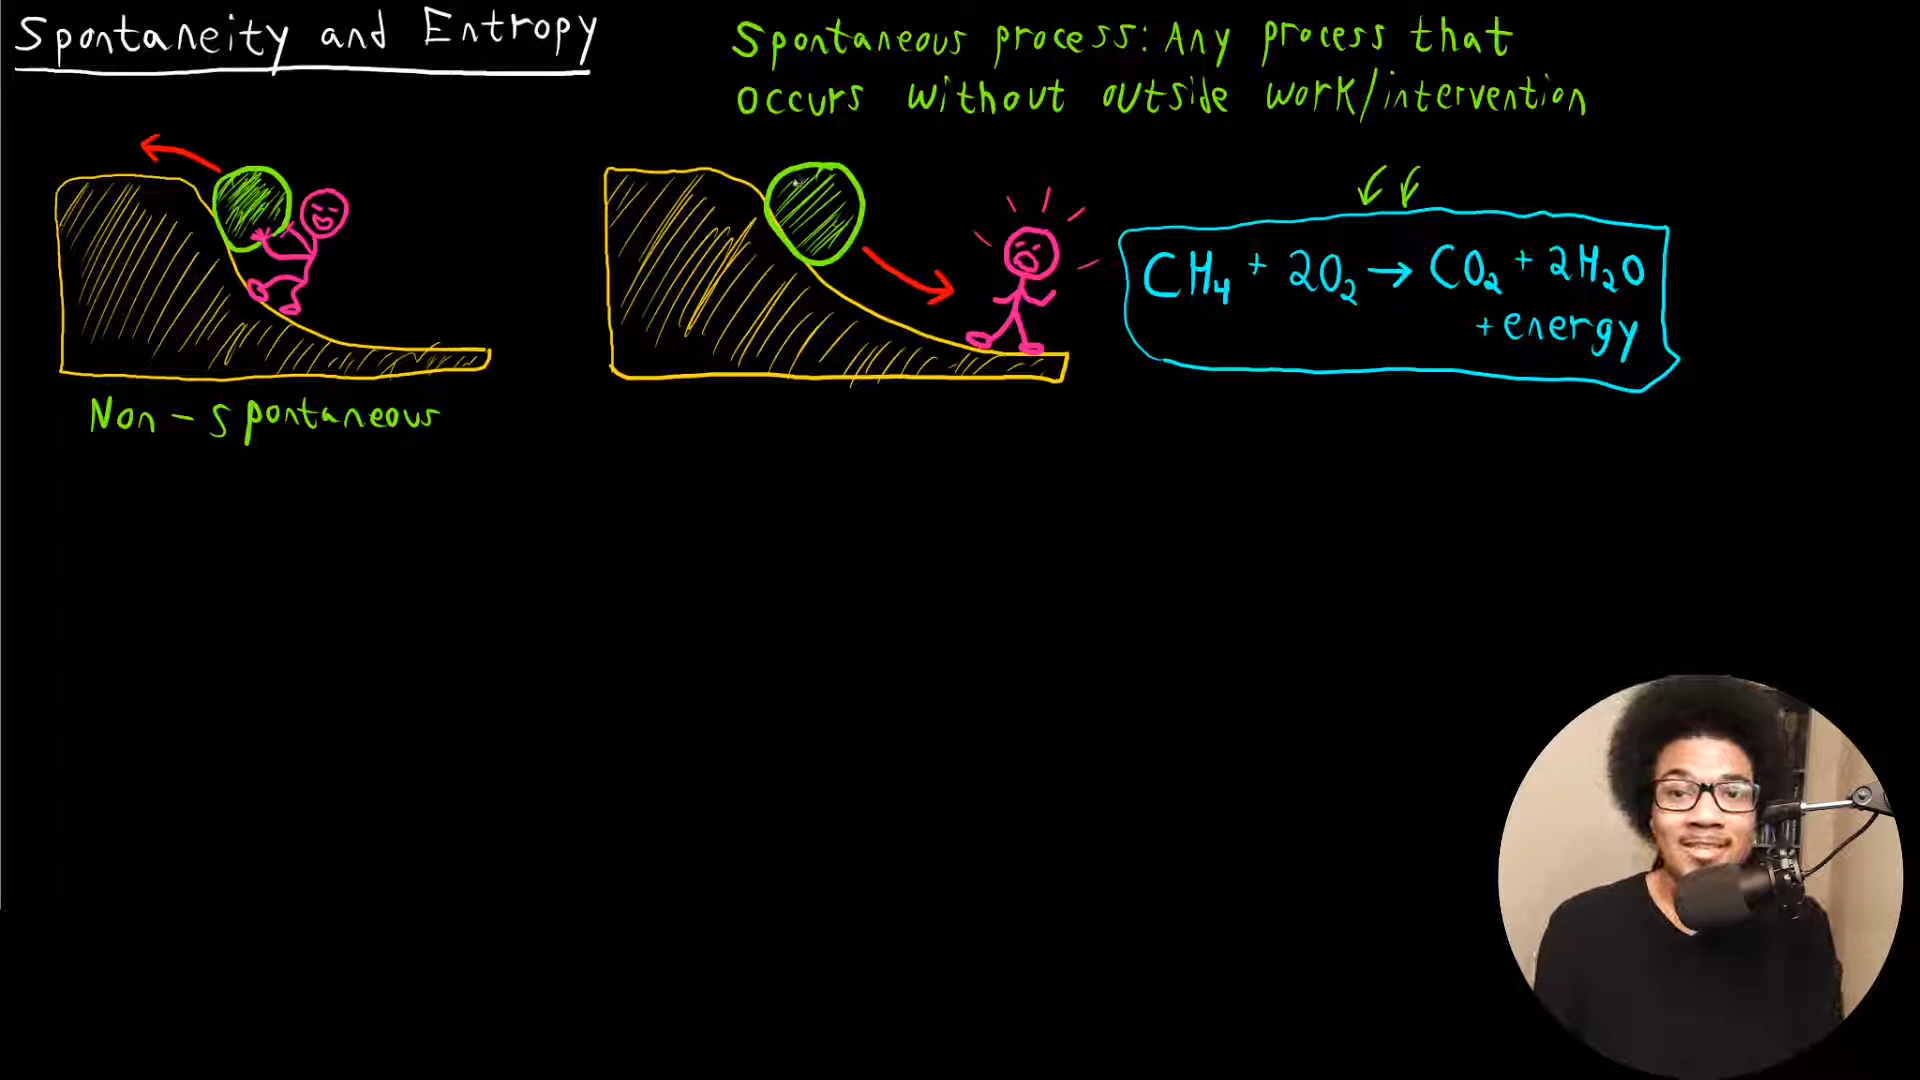 Spontaneity and Entropy
Spontaneous process: Any process that
occurs without outside work/intervention
CH₄ + 2O₂ → CO₂ + 2H₂O
+ energy
Non-spontaneous